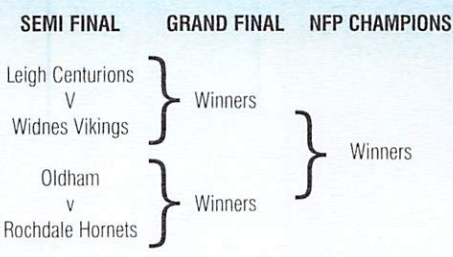 SEMI FINAL GRAND FINAL NFP CHAMPIONS
Leigh Centurions
V
Widnes Vikings
Winners
Oldham
v
Rochdale Hornets
Winners
Winners